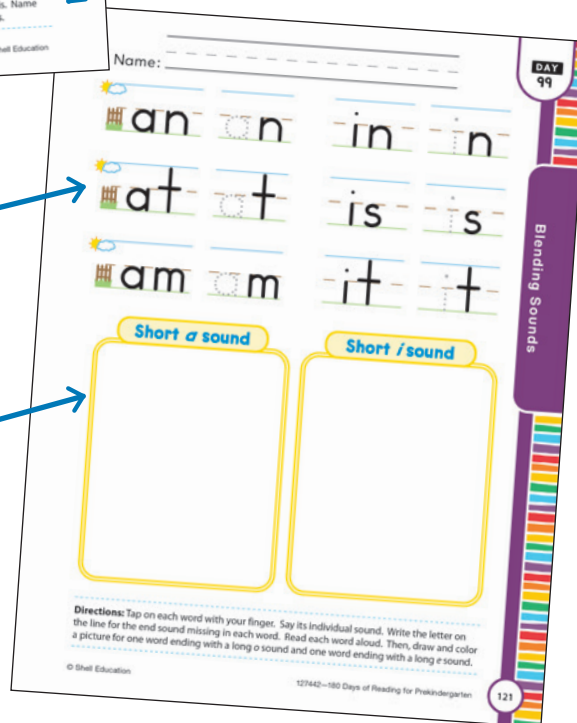 s. Name
s.
hell Education
Name:
DAY
99
an a n in i n
at a t is i s
am a m it i t
Blending Sounds
Short a sound Short i sound
Directions: Tap on each word with your finger. Say its individual sound. Write the letter on
the line for the end sound missing in each word. Read each word aloud. Then, draw and color
a picture for one word ending with a long o sound and one word ending with a long e sound.
© Shell Education
127442—180 Days of Reading for Prekindergarten
121